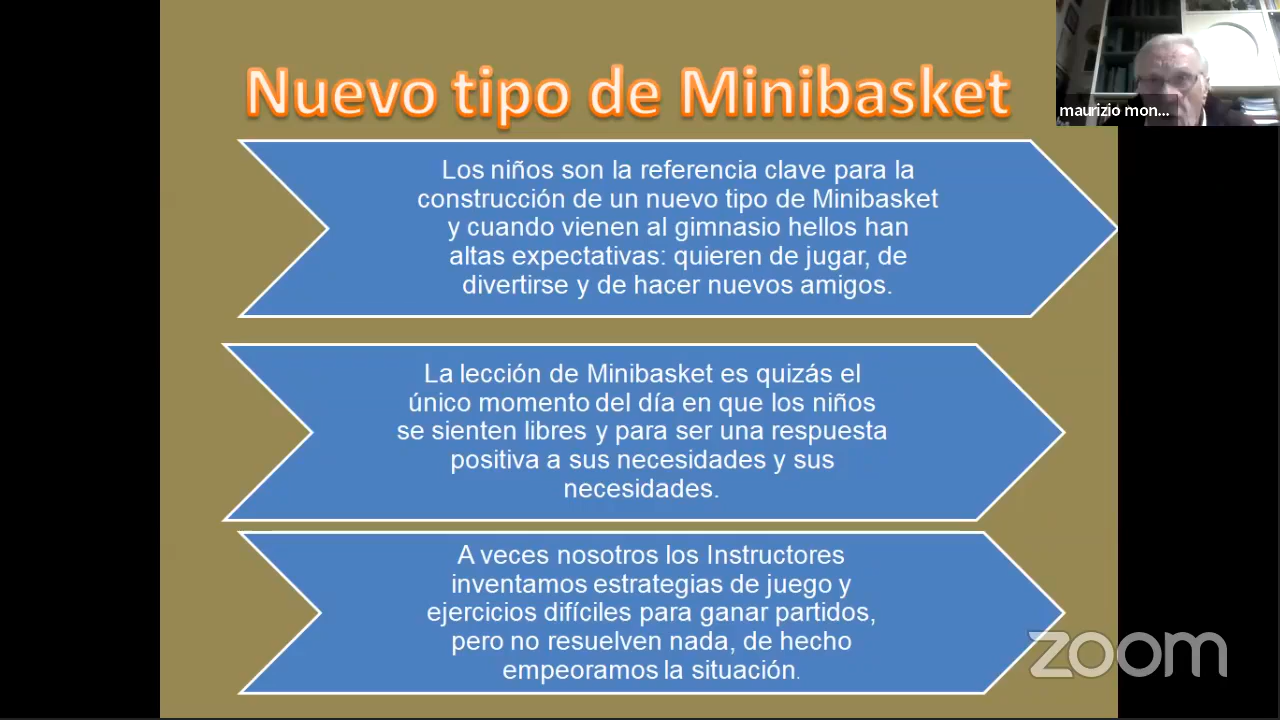 Nuevo tipo de Minibasket
maurizio mon...
Los niños son la referencia clave para la
construcción de un nuevo tipo de Minibasket
y cuando vienen al gimnasio hellos han
altas expectativas: quieren de jugar, de
divertirse y de hacer nuevos amigos.
La lección de Minibasket es quizás el
único momento del día en que los niños
se sienten libres y para ser una respuesta
positiva a sus necesidades y sus
necesidades.
A veces nosotros los Instructores
inventamos estrategias de juego y
ejercicios difíciles para ganar partidos,
pero no resuelven nada, de hecho
empeoramos la situación.
zoom